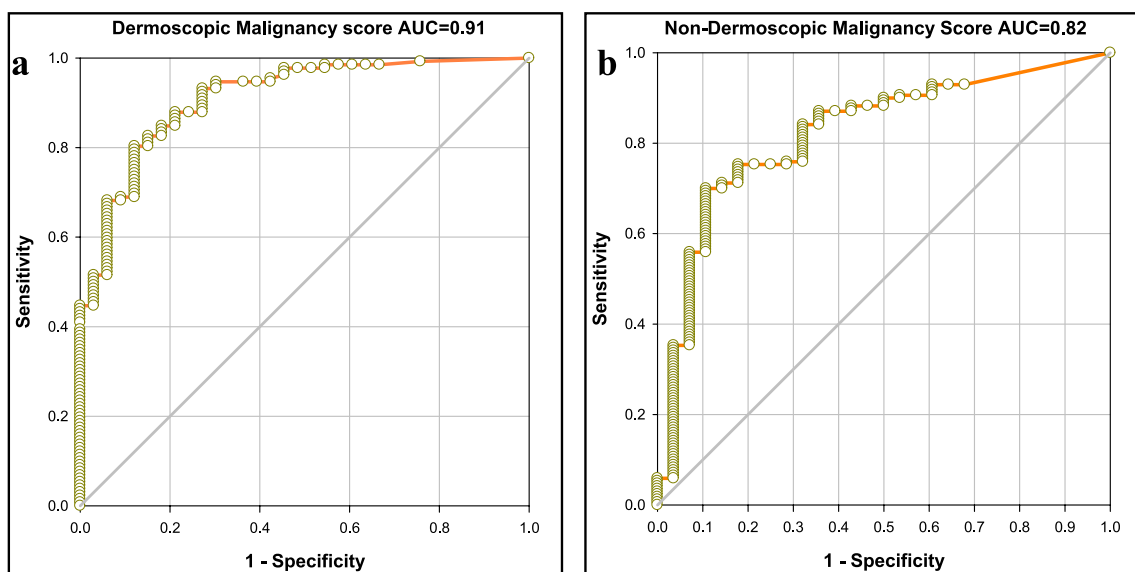 Dermoscopic Malignancy score AUC=0.91
a
1.0
0.8
0.6
0.4
0.2
0.0
Sensitivity
0.0 0.2 0.4 0.6 0.8 1.0
1 - Specificity
Non-Dermoscopic Malignancy Score AUC=0.82
b
1.0
0.8
0.6
0.4
0.2
0.0
Sensitivity
0.0 0.1 0.2 0.3 0.4 0.5 0.6 0.7 0.8 0.9 1.0
1 - Specificity